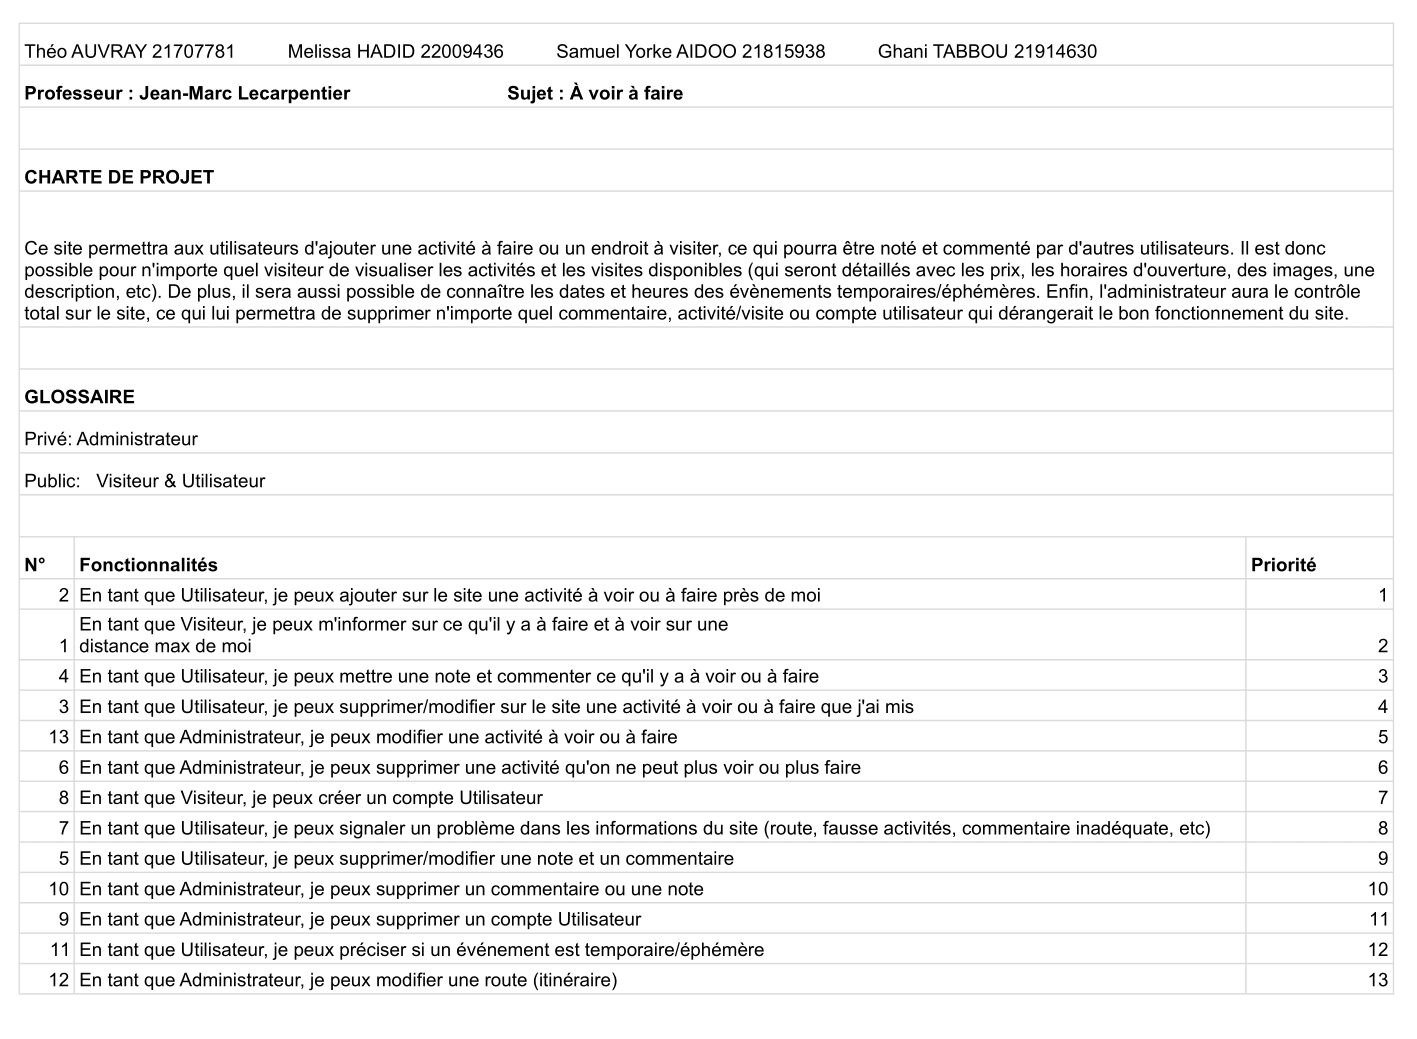 Théo AUVRAY 21707781 Melissa HADID 22009436 Samuel Yorke AIDOO 21815938 Ghani TABBOU 21914630
Professeur : Jean-Marc Lecarpentier Sujet : À voir à faire
CHARTE DE PROJET
Ce site permettra aux utilisateurs d'ajouter une activité à faire ou un endroit à visiter, ce qui pourra être noté et commenté par d'autres utilisateurs. Il est donc
possible pour n'importe quel visiteur de visualiser les activités et les visites disponibles (qui seront détaillés avec les prix, les horaires d'ouverture, des images, une
description, etc). De plus, il sera aussi possible de connaître les dates et heures des évènements temporaires/éphémères. Enfin, l'administrateur aura le contrôle
total sur le site, ce qui lui permettra de supprimer n'importe quel commentaire, activité/visite ou compte utilisateur qui dérangerait le bon fonctionnement du site.
GLOSSAIRE
Privé: Administrateur
Public: Visiteur & Utilisateur
N° Fonctionnalités Priorité
2 En tant que Utilisateur, je peux ajouter sur le site une activité à voir ou à faire près de moi 1
En tant que Visiteur, je peux m'informer sur ce qu'il y a à faire et à voir sur une
1 distance max de moi 2
4 En tant que Utilisateur, je peux mettre une note et commenter ce qu'il y a à voir ou à faire 3
3 En tant que Utilisateur, je peux supprimer/modifier sur le site une activité à voir ou à faire que j'ai mis 4
13 En tant que Administrateur, je peux modifier une activité à voir ou à faire 5
6 En tant que Administrateur, je peux supprimer une activité qu'on ne peut plus voir ou plus faire 6
8 En tant que Visiteur, je peux créer un compte Utilisateur 7
7 En tant que Utilisateur, je peux signaler un problème dans les informations du site (route, fausse activités, commentaire inadéquate, etc) 8
5 En tant que Utilisateur, je peux supprimer/modifier une note et un commentaire 9
10 En tant que Administrateur, je peux supprimer un commentaire ou une note 10
9 En tant que Administrateur, je peux supprimer un compte Utilisateur 11
11 En tant que Utilisateur, je peux préciser si un événement est temporaire/éphémère 12
12 En tant que Administrateur, je peux modifier une route (itinéraire) 13